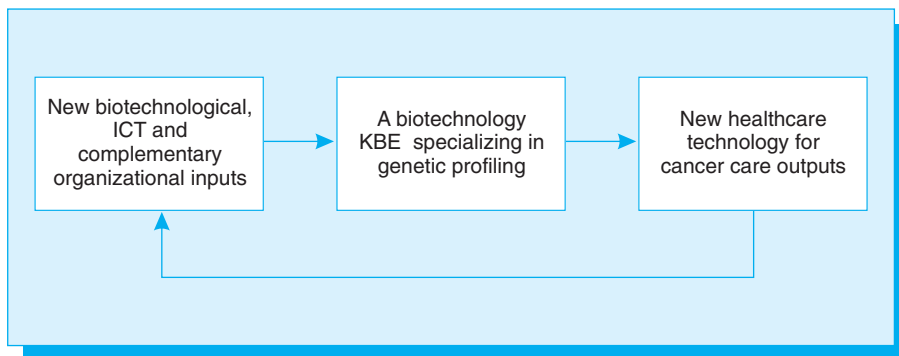 New biotechnological,
ICT and
complementary
organizational inputs
A biotechnology
KBE specializing in
genetic profiling
New healthcare
technology for
cancer care outputs